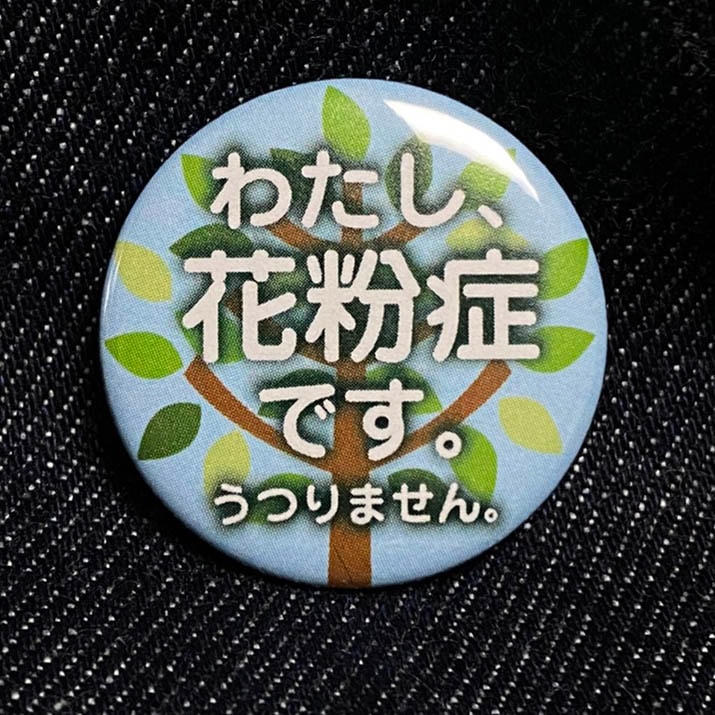 わたし、
花粉症
です。
うつりません。